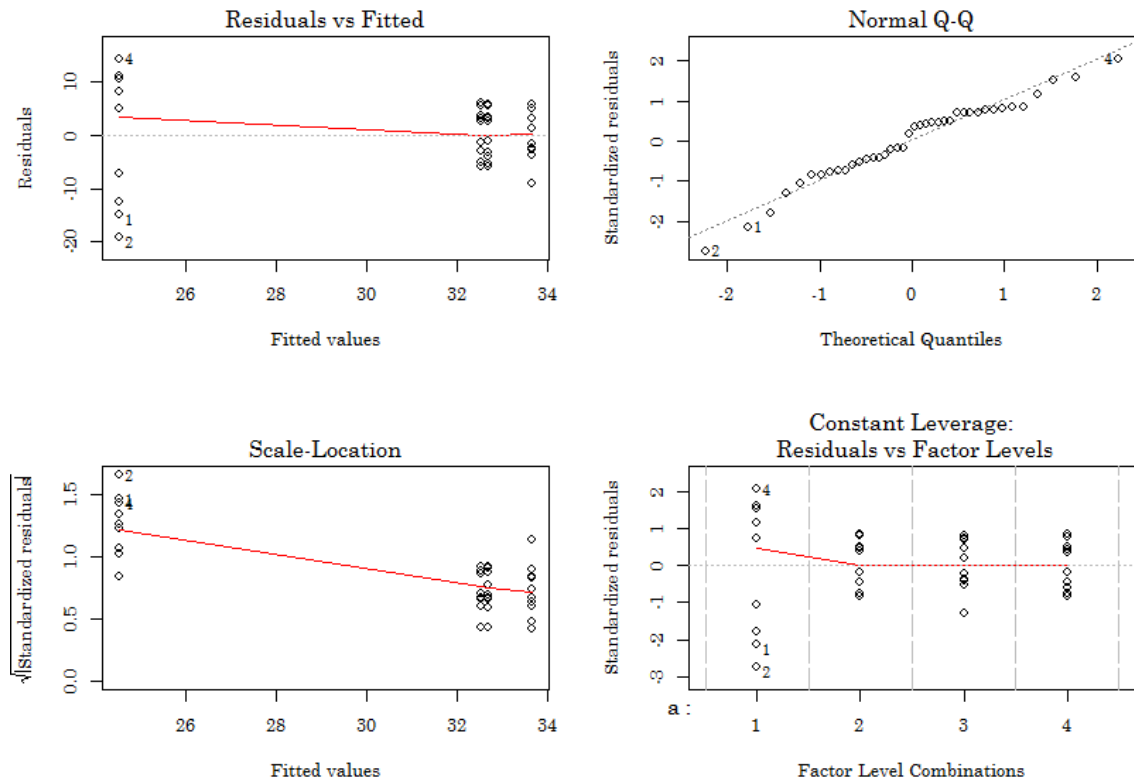 Residuals vs Fitted
Residuals
10
0
-10
-20
4
1
2
26 28 30 32 34
Fitted values
Normal Q-Q
Standardized residuals
2
1
0
-1
-2
4
1
2
-2 -1 0 1 2
Theoretical Quantiles
Scale-Location
√|Standardized residuals|
1.5
1.0
0.5
0.0
2
1
4
26 28 30 32 34
Fitted values
Constant Leverage:
Residuals vs Factor Levels
Standardized residuals
2
1
0
-1
-2
-3
4
1
2
a :
1 2 3 4
Factor Level Combinations